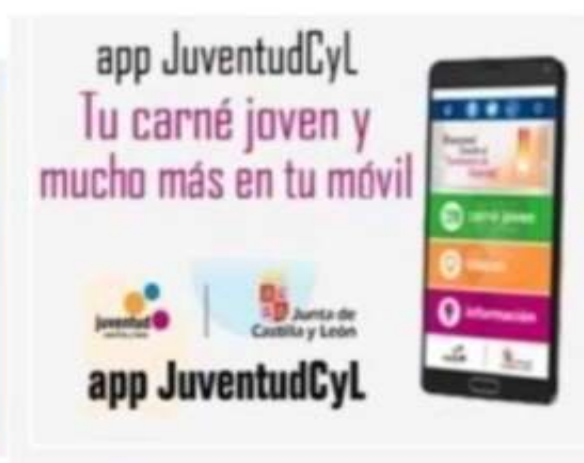 app JuventudCyL
Tu carné joven y
mucho más en tu móvil
carné joven
información
juventud
Junta de
Castilla y León
app JuventudCyL